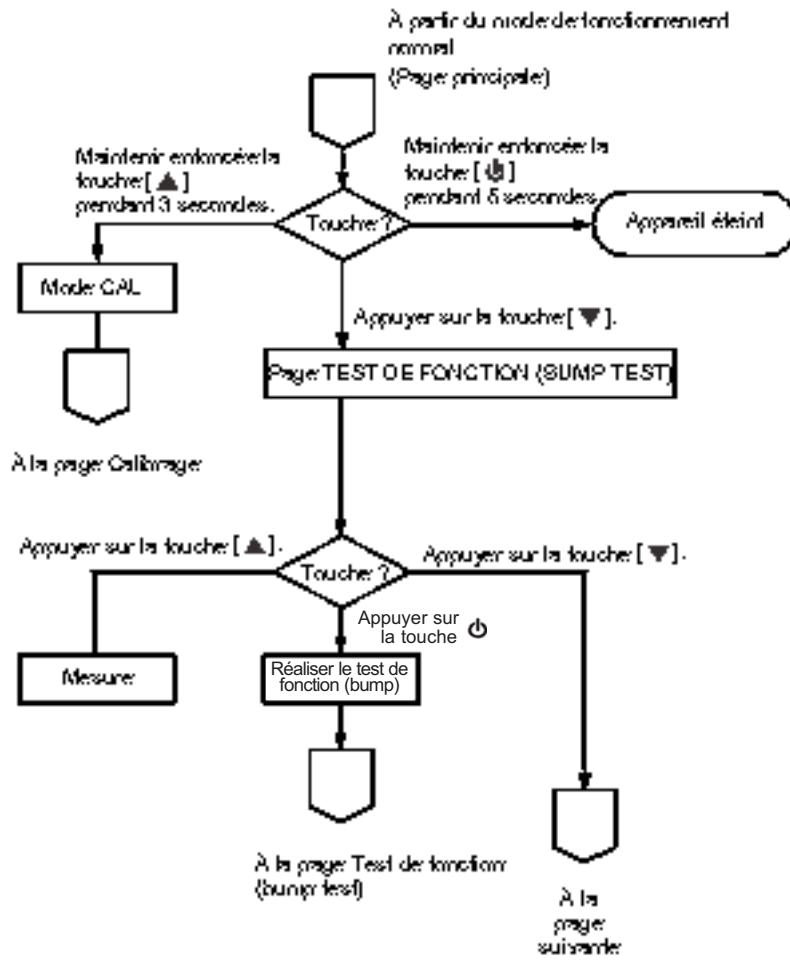 À partir du mode de fonctionnement
normal
(Page principale)
Maintenir enfoncée la
touche [ ▲ ]
pendant 3 secondes.
Maintenir enfoncée la
touche [ ⏻ ]
pendant 5 secondes
Touche ?
Appareil éteint
Mode CAL
Appuyer sur la touche [ ▼ ].
Page TEST DE FONCTION (BUMP TEST)
À la page Calibrage
Appuyer sur la touche [ ▲ ].
Touche ?
Appuyer sur la touche [ ▼ ].
Appuyer sur
la touche ⏻
Mesure
Réaliser le test de
fonction (bump)
À la page Test de fonction
(bump test)
À la
page
suivante